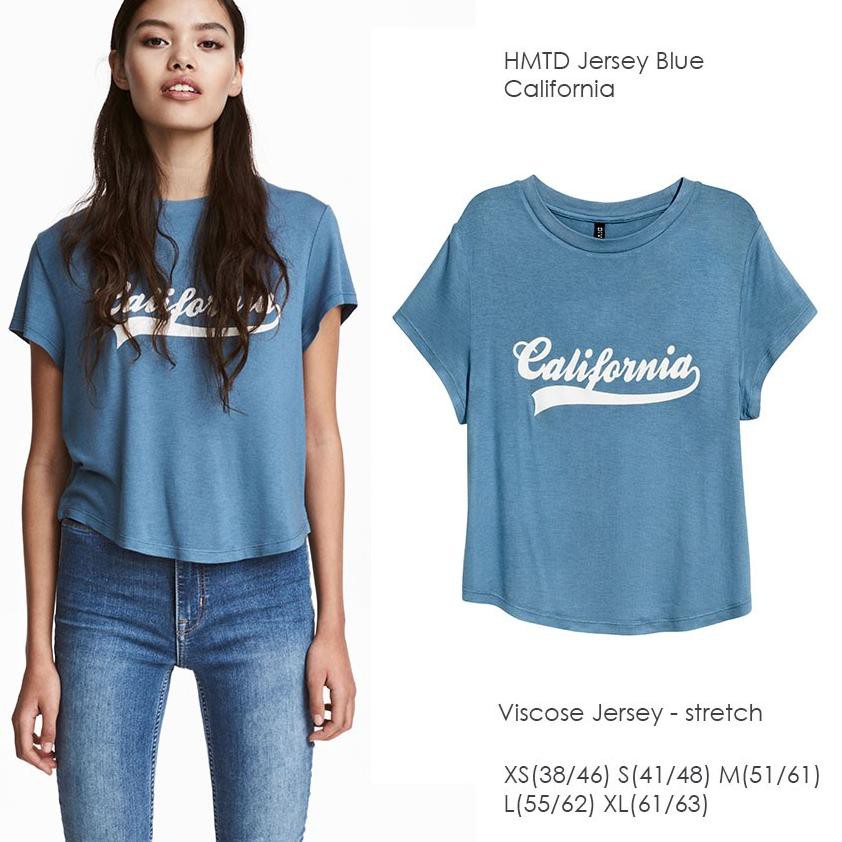 HMTD Jersey Blue
California
California
California
Viscose Jersey - stretch
XS(38/46) S(41/48) M(51/61)
L(55/62) XL(61/63)